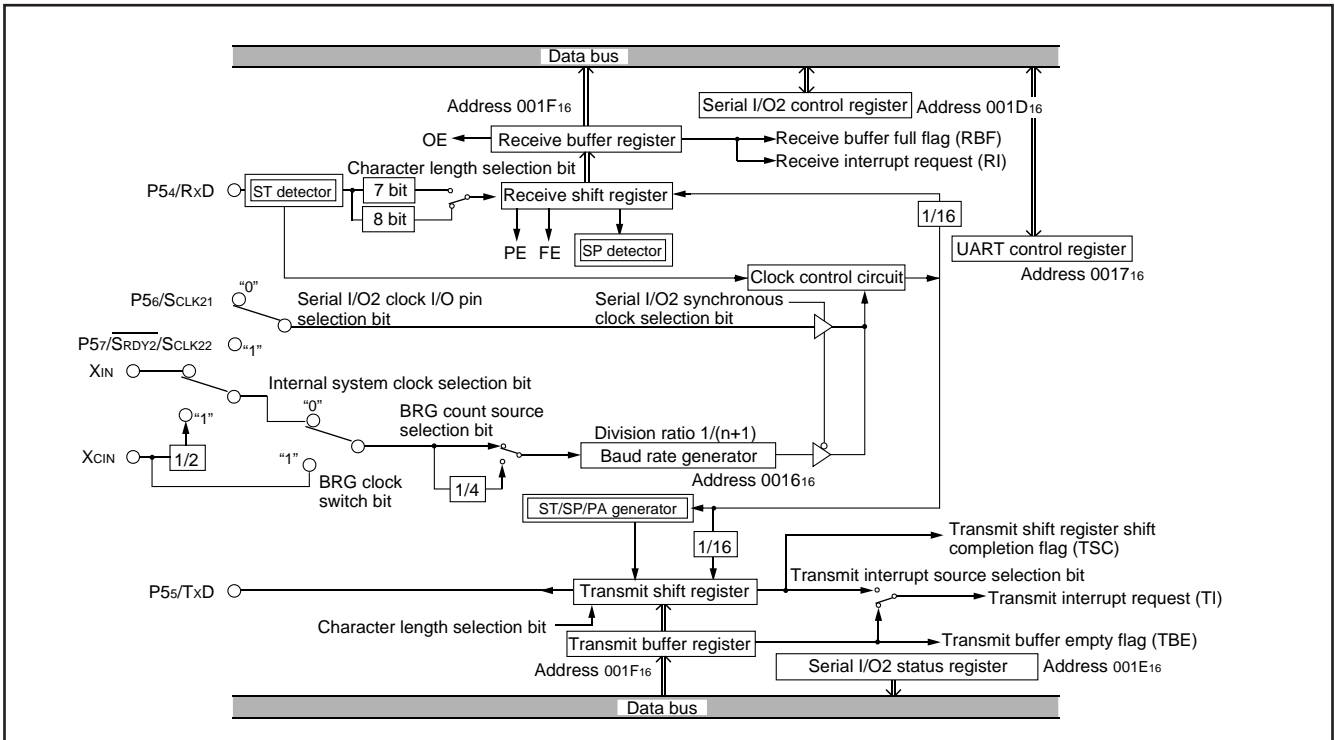 Data bus
Address 001F16
Serial I/O2 control register
Address 001D16
OE
Receive buffer register
Receive buffer full flag (RBF)
Receive interrupt request (RI)
Character length selection bit
P54/RXD
ST detector
7 bit
8 bit
Receive shift register
1/16
PE
FE
SP detector
UART control register
Address 001716
Clock control circuit
P56/SCLK21
“0”
Serial I/O2 clock I/O pin
selection bit
Serial I/O2 synchronous
clock selection bit
P57/SRDY2/SCLK22
“1”
XIN
Internal system clock selection bit
“0”
BRG count source
selection bit
“1”
Division ratio 1/(n+1)
Baud rate generator
Address 001616
XCIN
1/2
“1”
BRG clock
switch bit
1/4
ST/SP/PA generator
1/16
Transmit shift register shift
completion flag (TSC)
Transmit interrupt source selection bit
P55/TXD
Transmit shift register
Transmit interrupt request (TI)
Character length selection bit
Transmit buffer register
Transmit buffer empty flag (TBE)
Address 001F16
Serial I/O2 status register
Address 001E16
Data bus